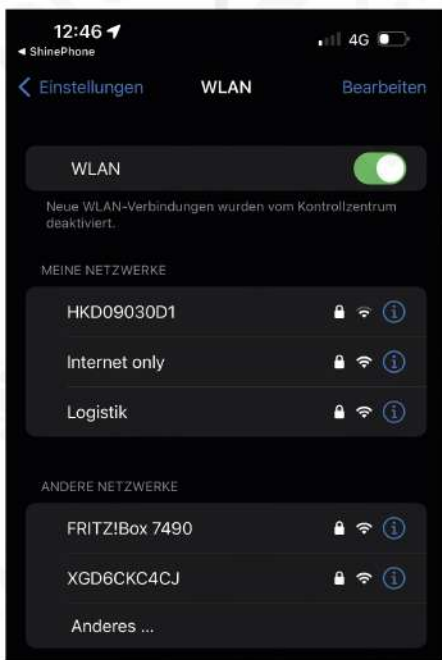 12:46
ShinePhone
4G
Einstellungen
WLAN
Bearbeiten
WLAN
Neue WLAN-Verbindungen wurden vom Kontrollzentrum
deaktiviert.
MEINE NETZWERKE
HKD09030D1
Internet only
Logistik
ANDERE NETZWERKE
FRITZ!Box 7490
XGD6CKC4CJ
Anderes ...